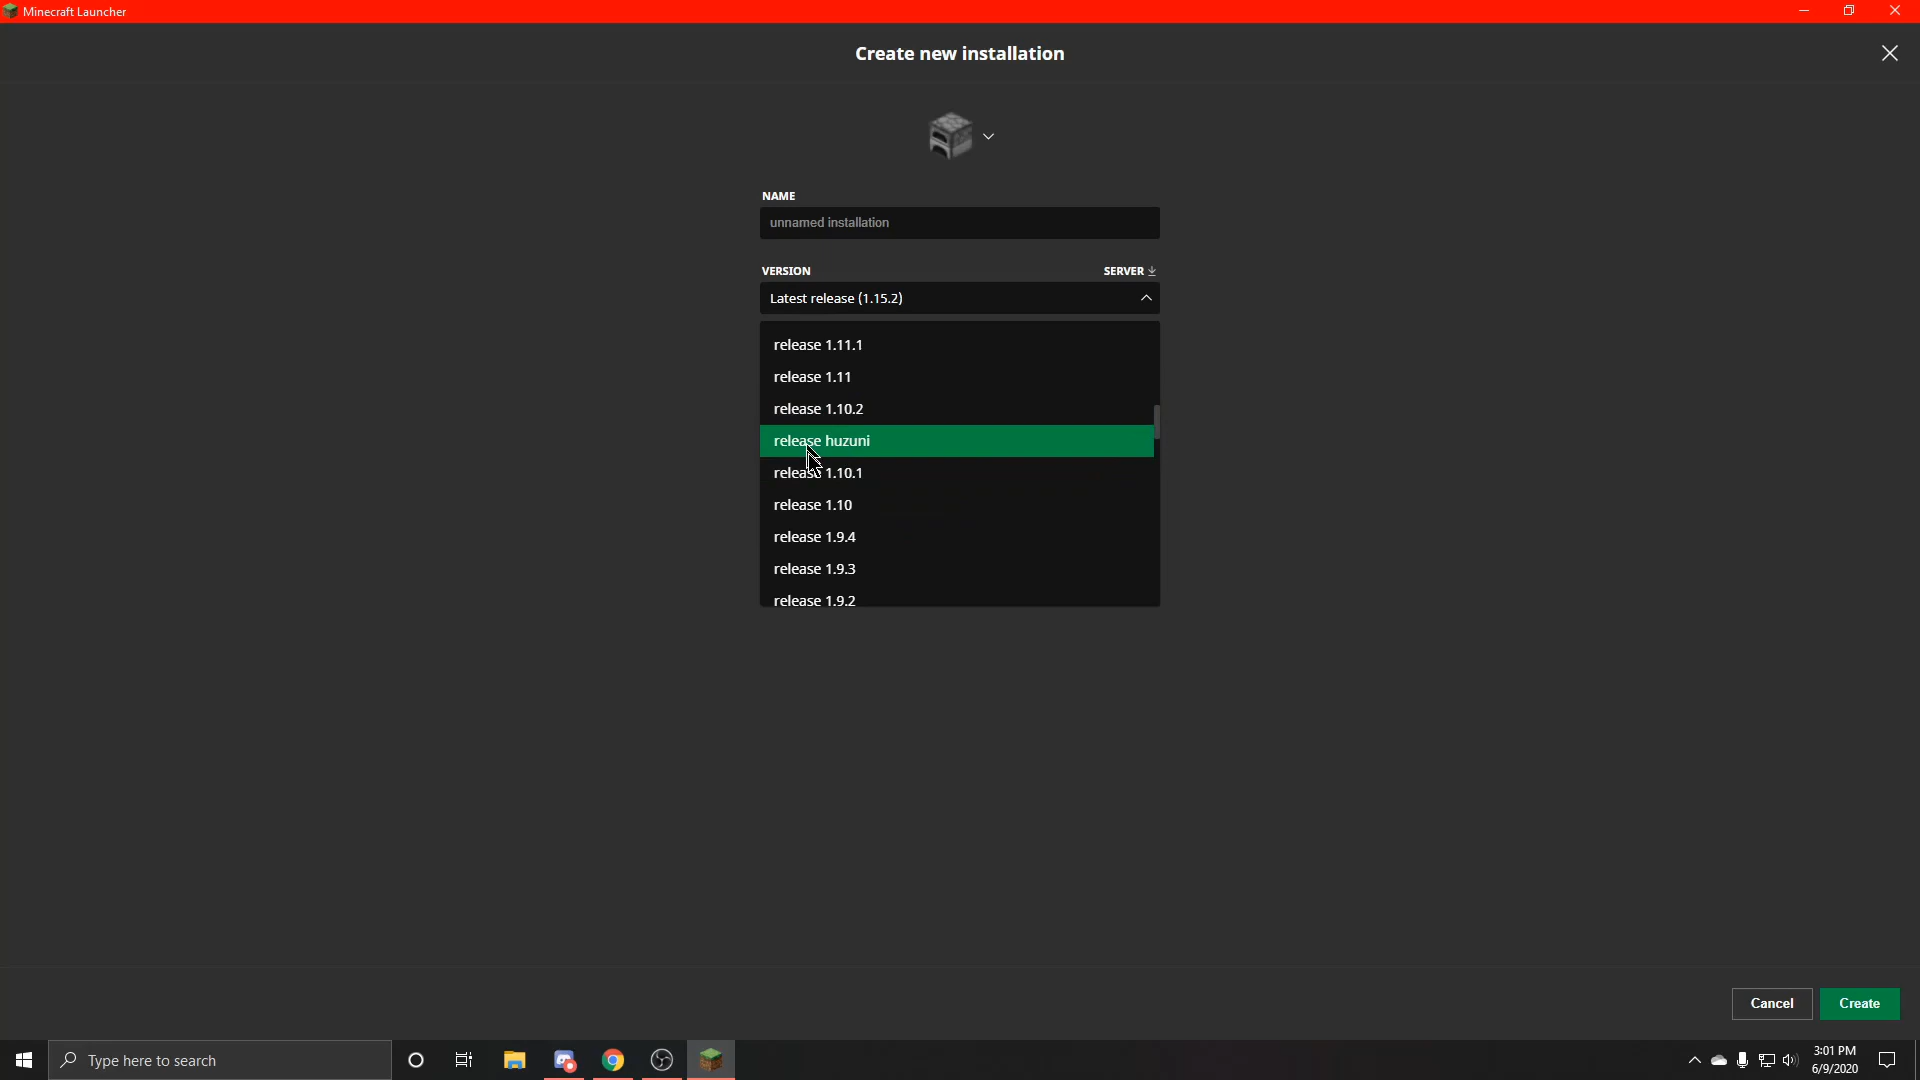 Minecraft Launcher
Create new installation
NAME
unnamed installation
VERSION
SERVER
Latest release (1.15.2)
release 1.11.1
release 1.11
release 1.10.2
release huzuni
release 1.10.1
release 1.10
release 1.9.4
release 1.9.3
release 1.9.2
Cancel
Create
Type here to search
3:01 PM
6/9/2020